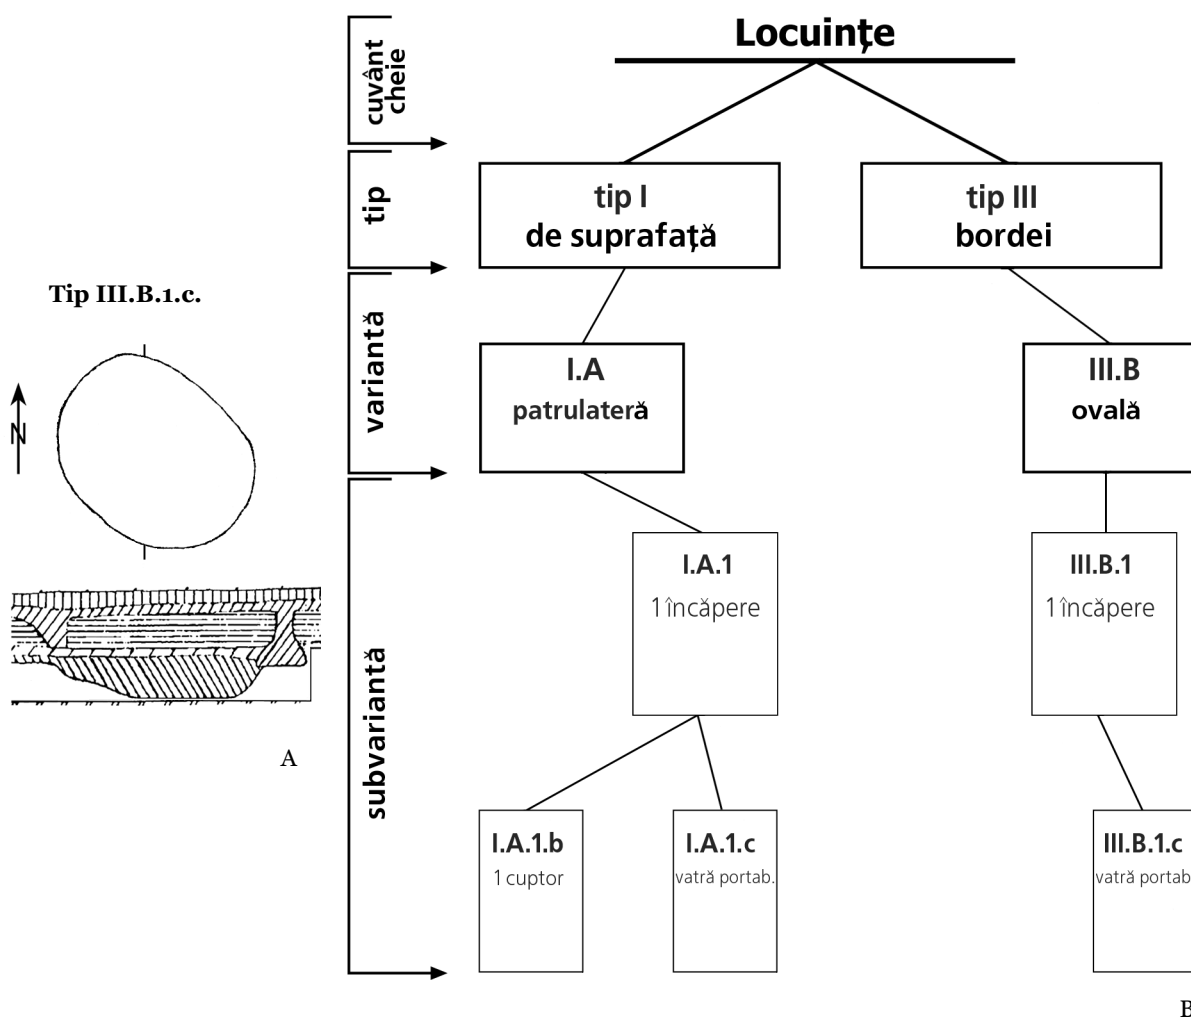 Tip III.B.1.c.
N
A
cuvânt
cheie
tip
variantă
subvariantă
Locuințe
tip I
de suprafață
tip III
bordei
I.A
patrulateră
III.B
ovală
I.A.1
1 încăpere
III.B.1
1 încăpere
I.A.1.b
1 cuptor
I.A.1.c
vatră portab.
III.B.1.c
vatră portab
B